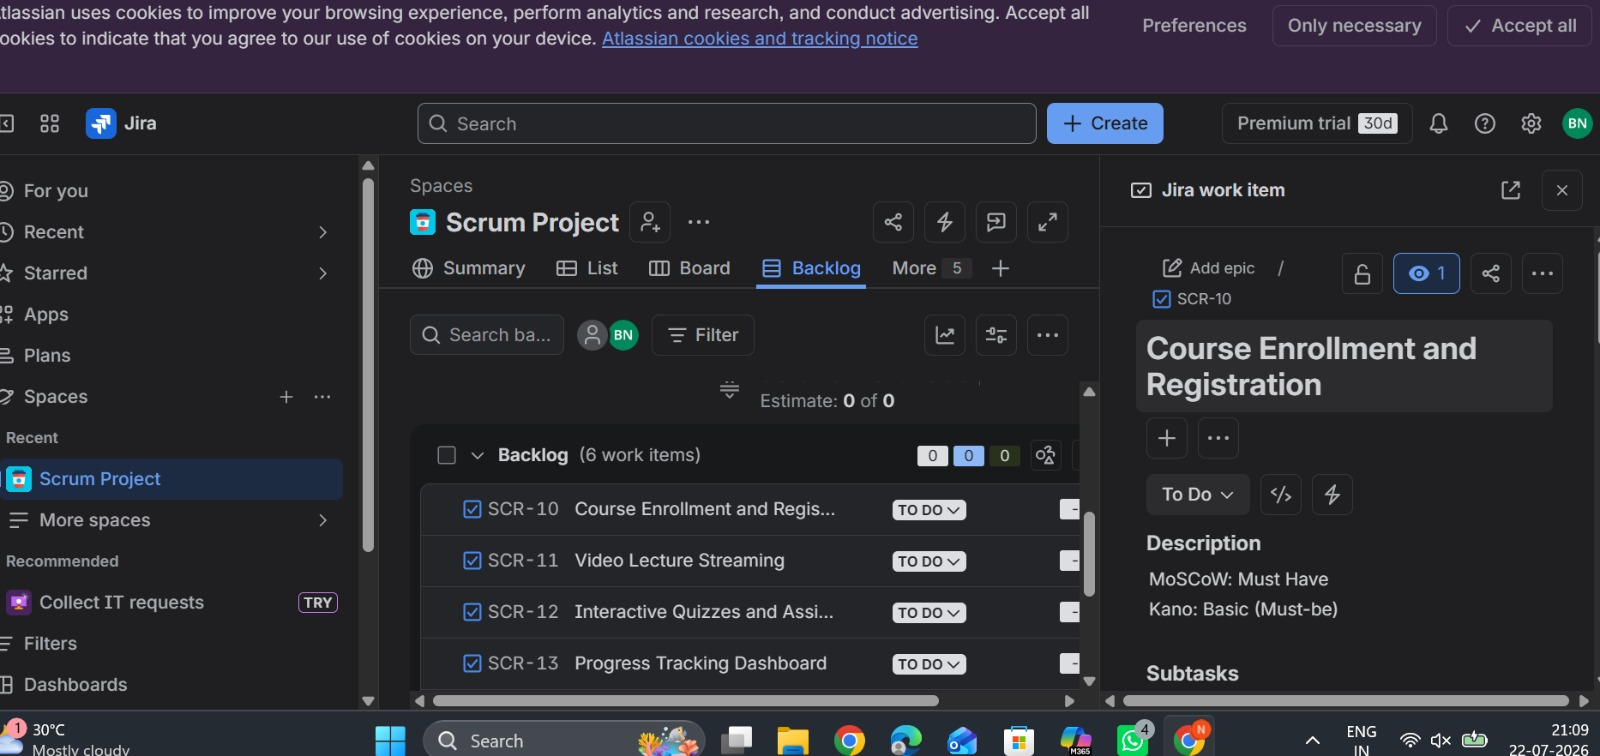 tlassian uses cookies to improve your browsing experience, perform analytics and research, and conduct advertising. Accept all
ookies to indicate that you agree to our use of cookies on your device. Atlassian cookies and tracking notice
Preferences
Only necessary
Accept all
Jira
Search
Create
Premium trial 30d
BN
For you
Recent
Starred
Apps
Plans
Spaces
Recent
Scrum Project
More spaces
Recommended
Collect IT requests TRY
Filters
Dashboards
Spaces
Scrum Project
Summary
List
Board
Backlog
More 5
Search ba...
BN
Filter
Estimate: 0 of 0
Backlog (6 work items) 0 0 0
SCR-10 Course Enrollment and Regis... TO DO -
SCR-11 Video Lecture Streaming TO DO -
SCR-12 Interactive Quizzes and Assi... TO DO -
SCR-13 Progress Tracking Dashboard TO DO -
Jira work item
Add epic /
SCR-10
1
Course Enrollment and
Registration
To Do
Description
MoSCoW: Must Have
Kano: Basic (Must-be)
Subtasks
1
30°C
Mostly cloudy
Search
M365
4
N
ENG
IN
21:09
22-07-2026